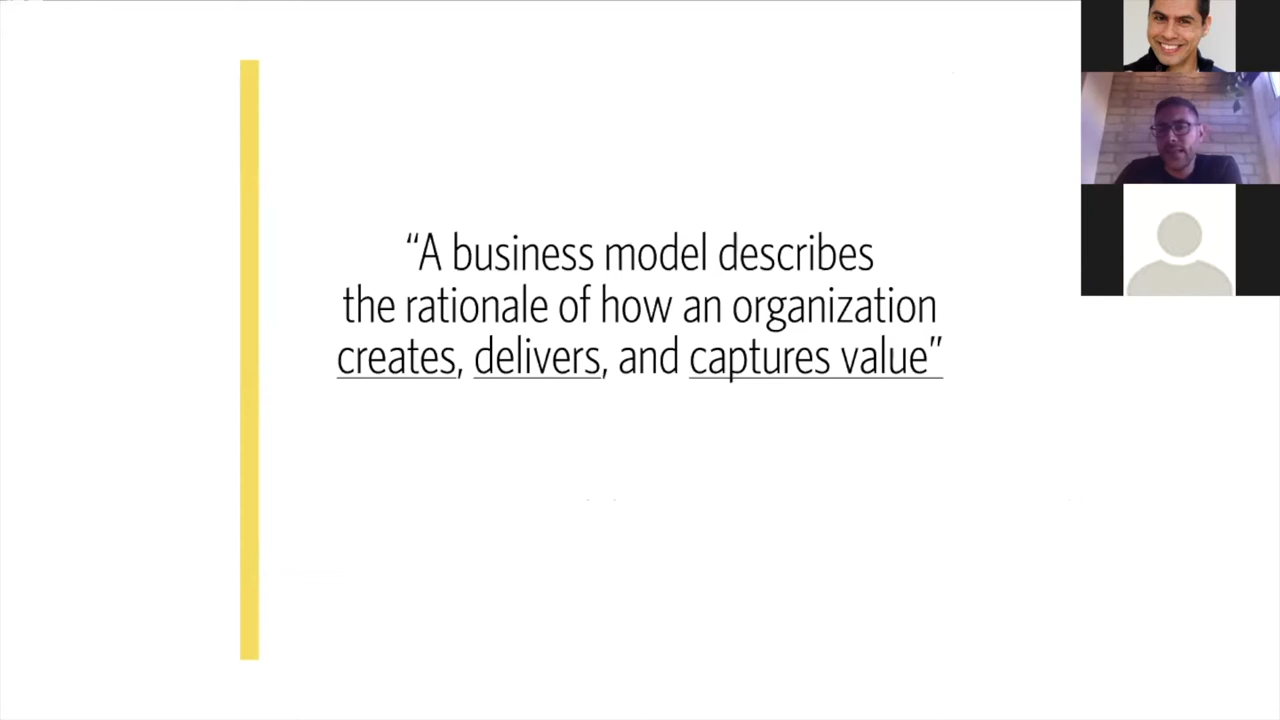 “A business model describes
the rationale of how an organization
creates, delivers, and captures value”